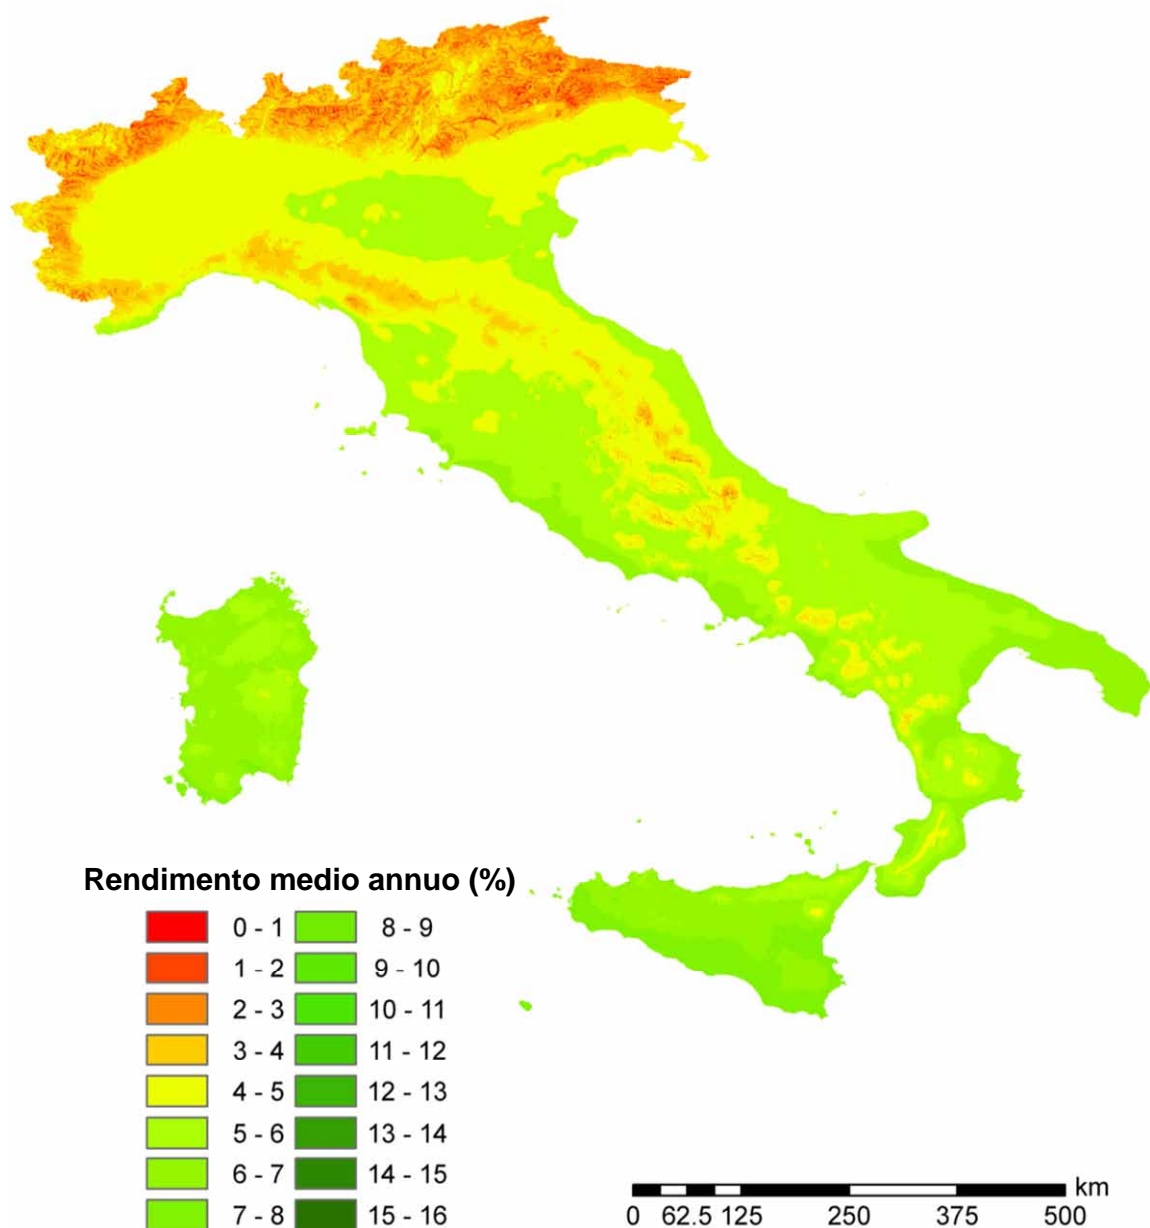 Rendimento medio annuo (%)
0 - 1 8 - 9
1 - 2 9 - 10
2 - 3 10 - 11
3 - 4 11 - 12
4 - 5 12 - 13
5 - 6 13 - 14
6 - 7 14 - 15
7 - 8 15 - 16
km
0 62.5 125 250 375 500